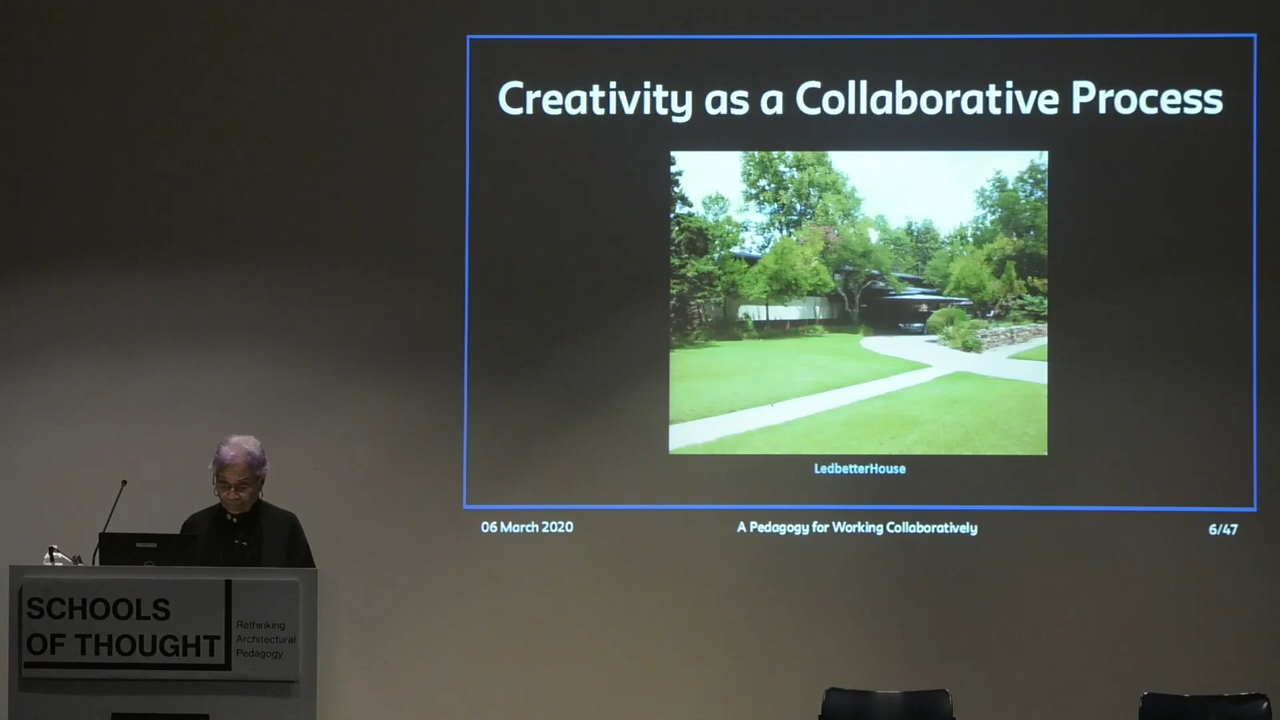 Creativity as a Collaborative Process
LedbetterHouse
06 March 2020
A Pedagogy for Working Collaboratively
6/47
SCHOOLS
OF THOUGHT
Rethinking
Architectural
Pedagogy